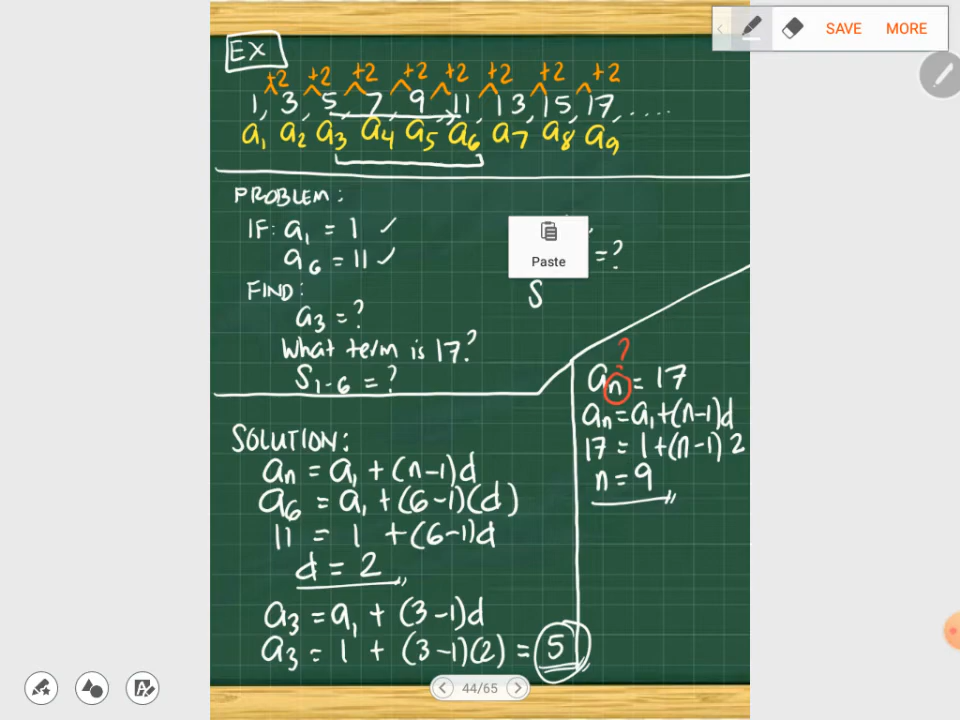 SAVE MORE
EX
+2 +2 +2 +2 +2 +2 +2 +2
1, 3, 5, 7, 9, 11, 13, 15, 17, ....
a1 a2 a3 a4 a5 a6 a7 a8 a9
PROBLEM:
IF: a1 = 1 ✓
a6 = 11 ✓
FIND:
a3 = ?
What term is 17?
S1-6 = ?
Paste
= ?
S
?
an = 17
an = a1 + (n-1)d
17 = 1 + (n-1) 2
n = 9
SOLUTION:
an = a1 + (n-1)d
a6 = a1 + (6-1)(d)
11 = 1 + (6-1)d
d = 2
a3 = a1 + (3-1)d
a3 = 1 + (3-1)(2) = 5
44/65